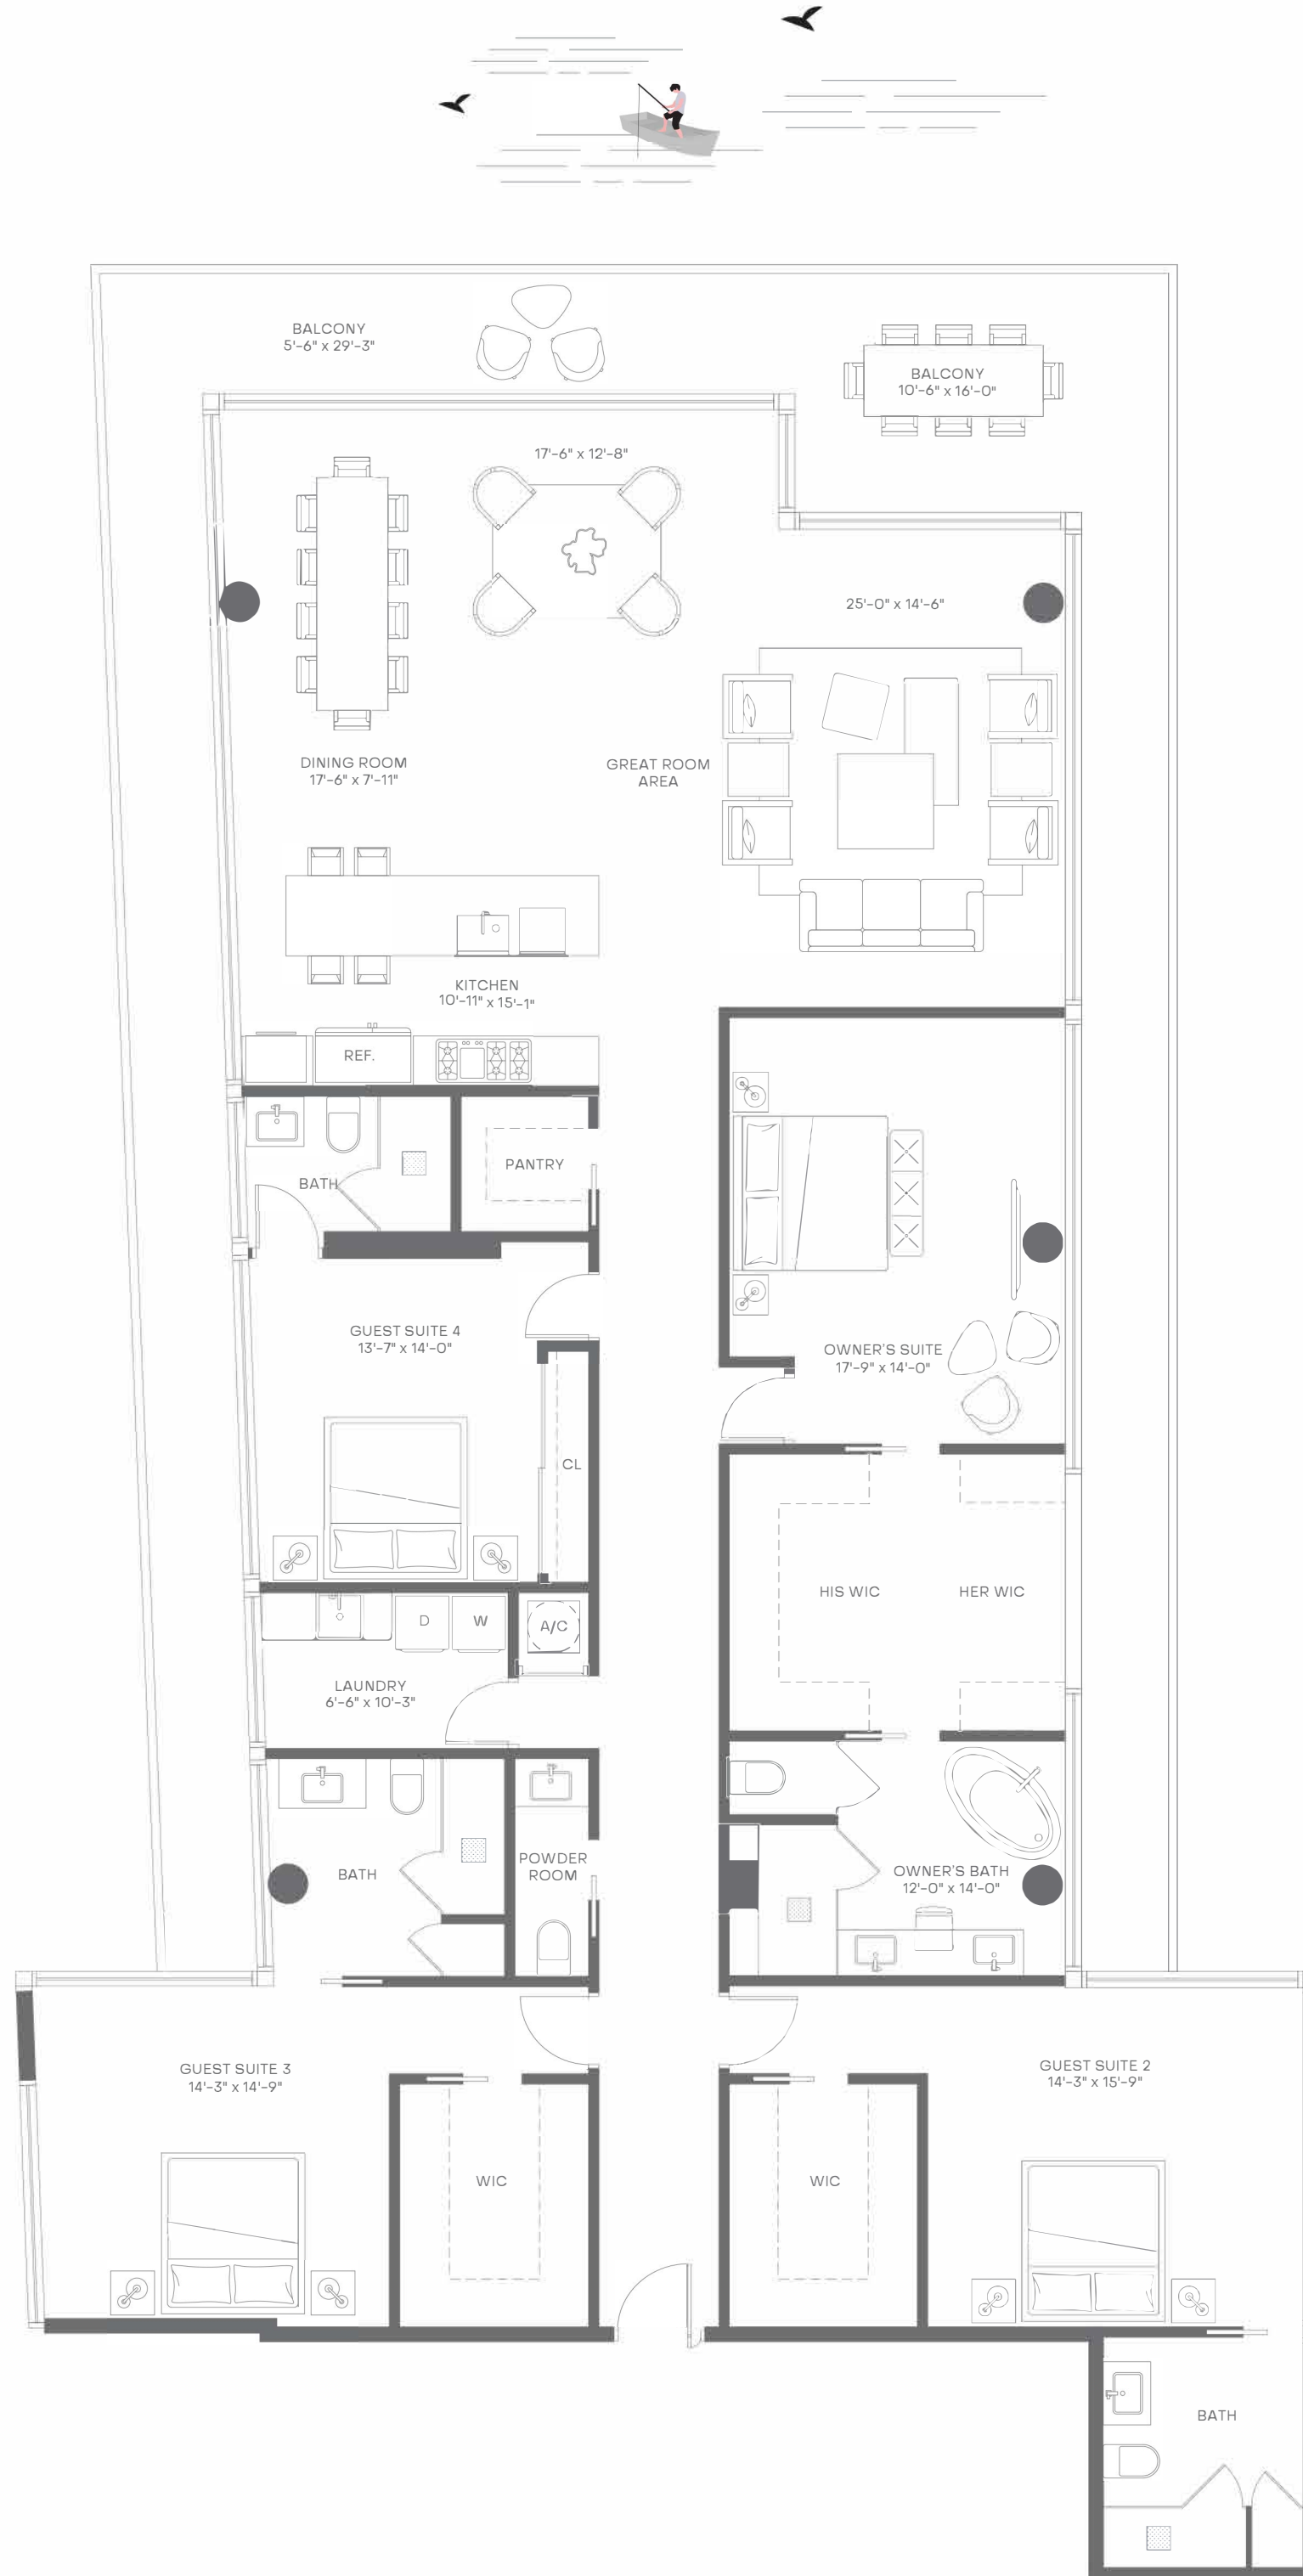 BALCONY
5'-6" x 29'-3"
BALCONY
10'-6" x 16'-0"
17'-6" x 12'-8"
25'-0" x 14'-6"
DINING ROOM
17'-6" x 7'-11"
GREAT ROOM
AREA
KITCHEN
10'-11" x 15'-1"
REF.
BATH
PANTRY
GUEST SUITE 4
13'-7" x 14'-0"
OWNER'S SUITE
17'-9" x 14'-0"
CL
HIS WIC
HER WIC
D
W
A/C
LAUNDRY
6'-6" x 10'-3"
BATH
POWDER
ROOM
OWNER'S BATH
12'-0" x 14'-0"
GUEST SUITE 3
14'-3" x 14'-9"
GUEST SUITE 2
14'-3" x 15'-9"
WIC
WIC
BATH